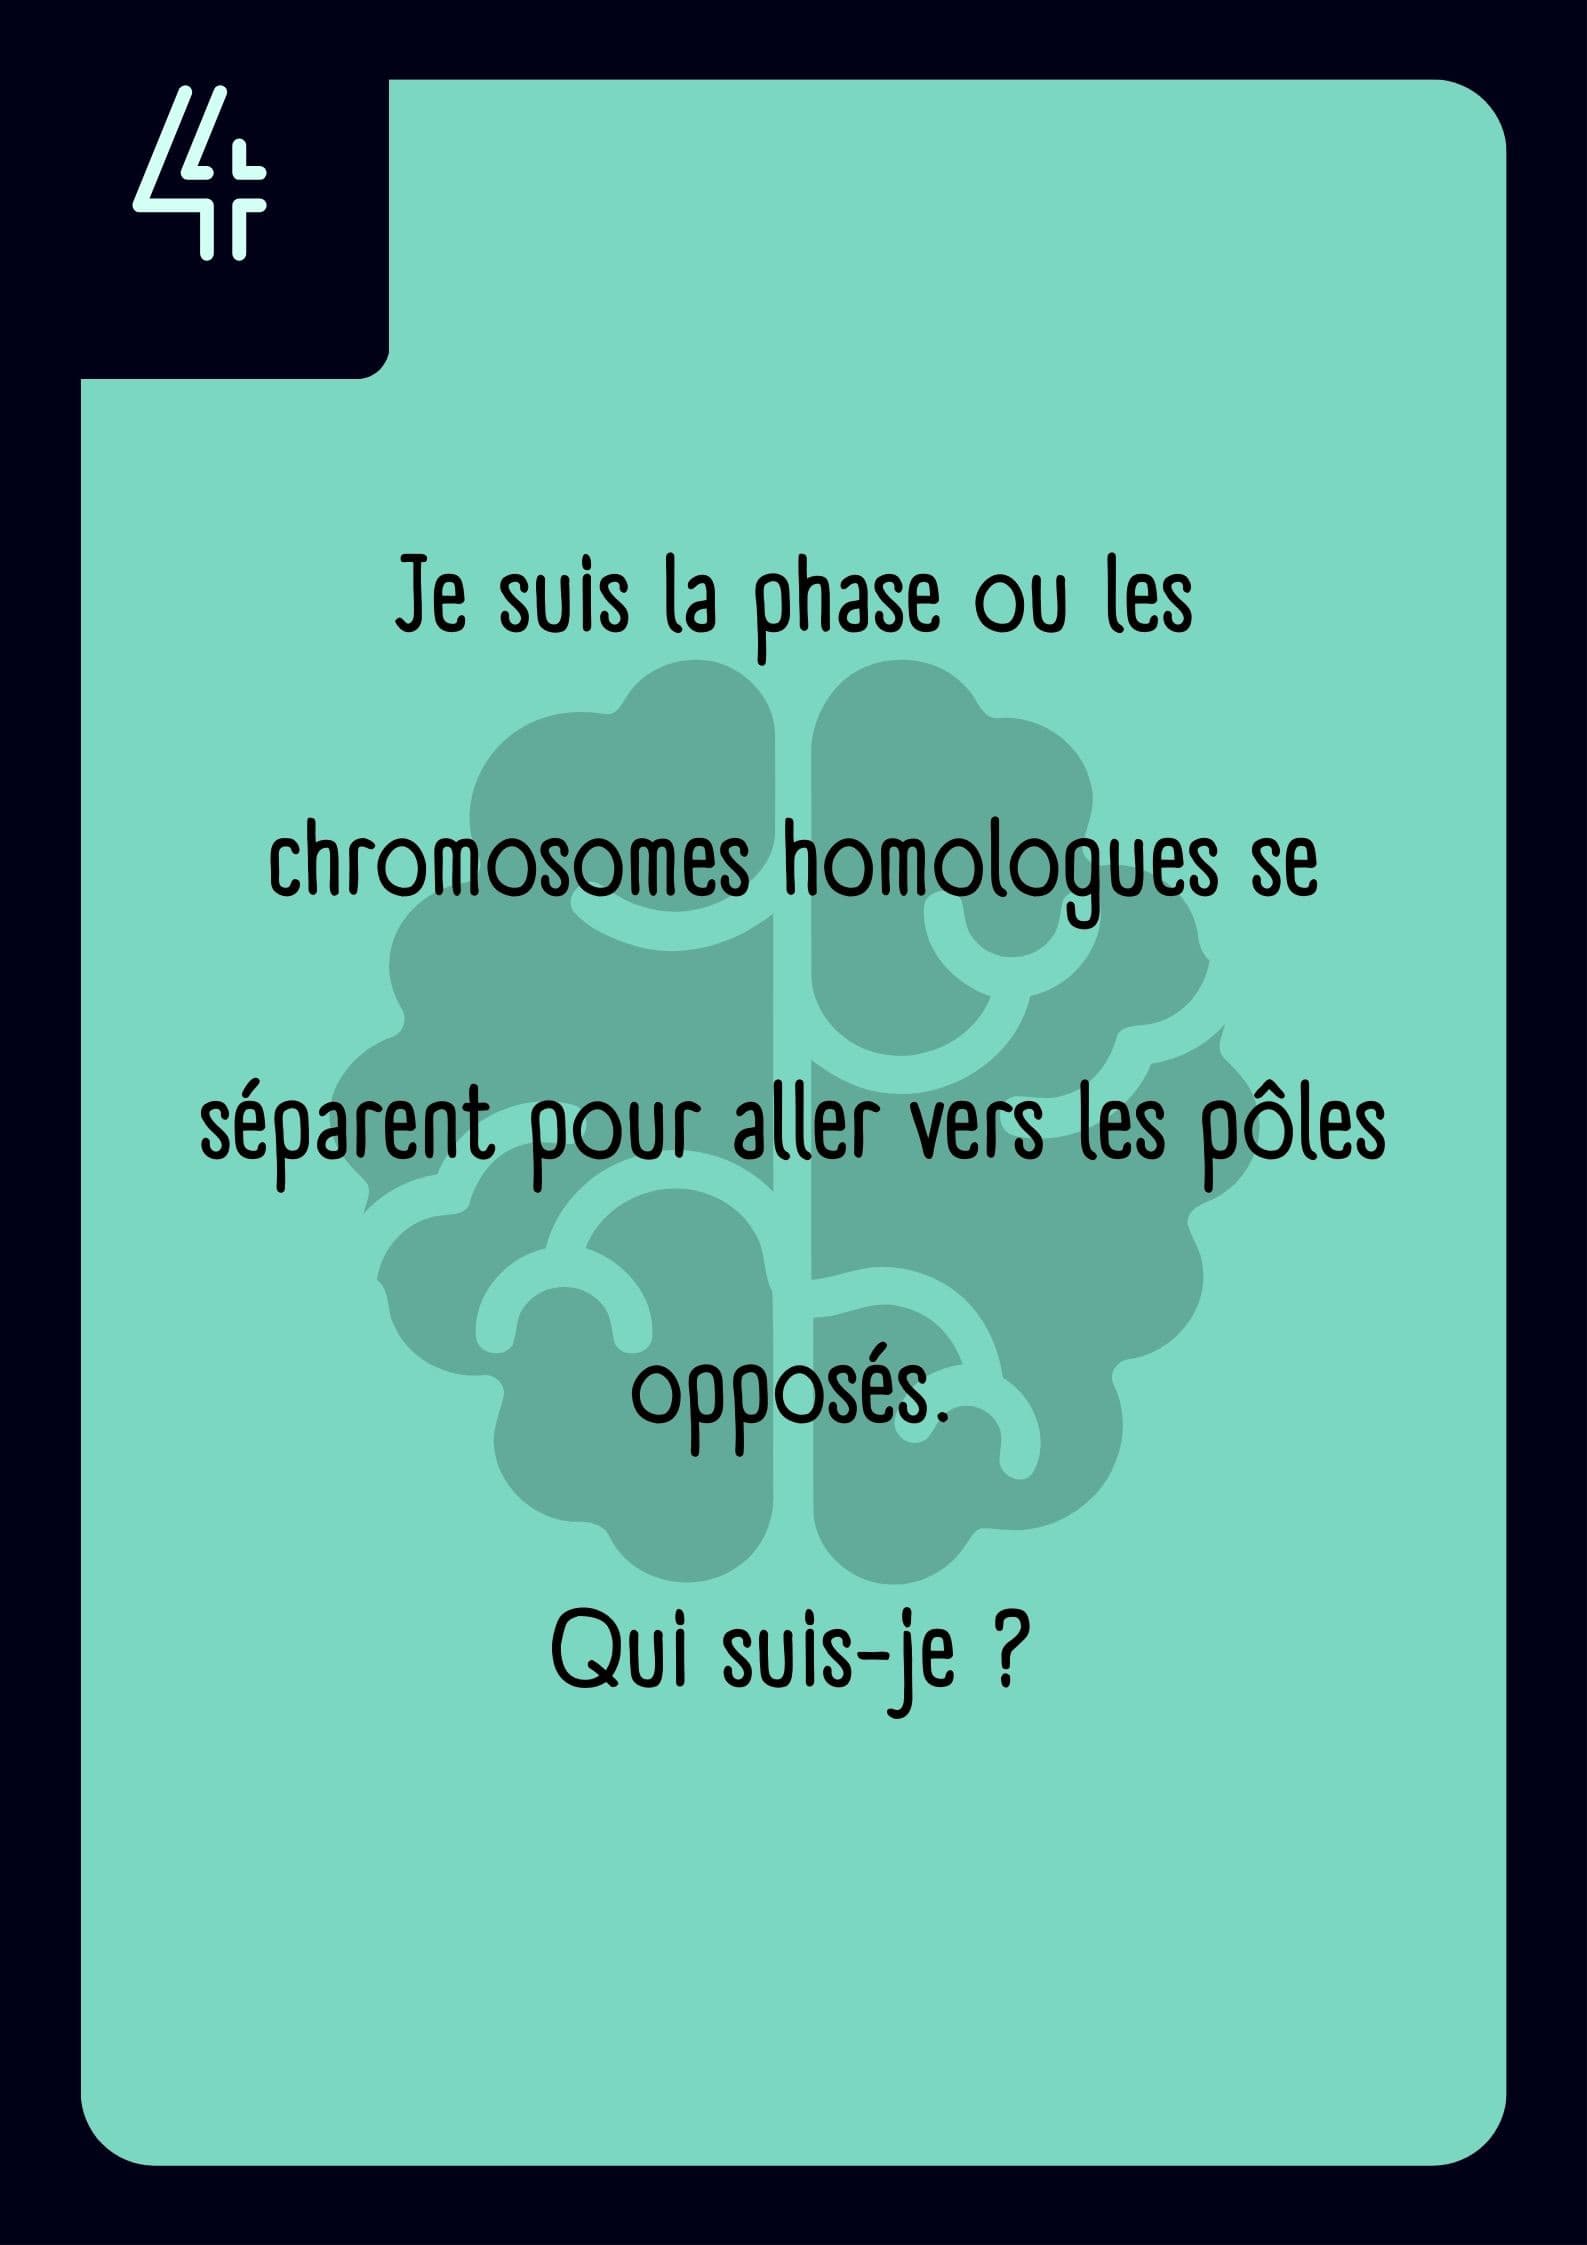 4
Je suis la phase ou les
chromosomes homologues se
séparent pour aller vers les pôles
opposés.
Qui suis-je ?